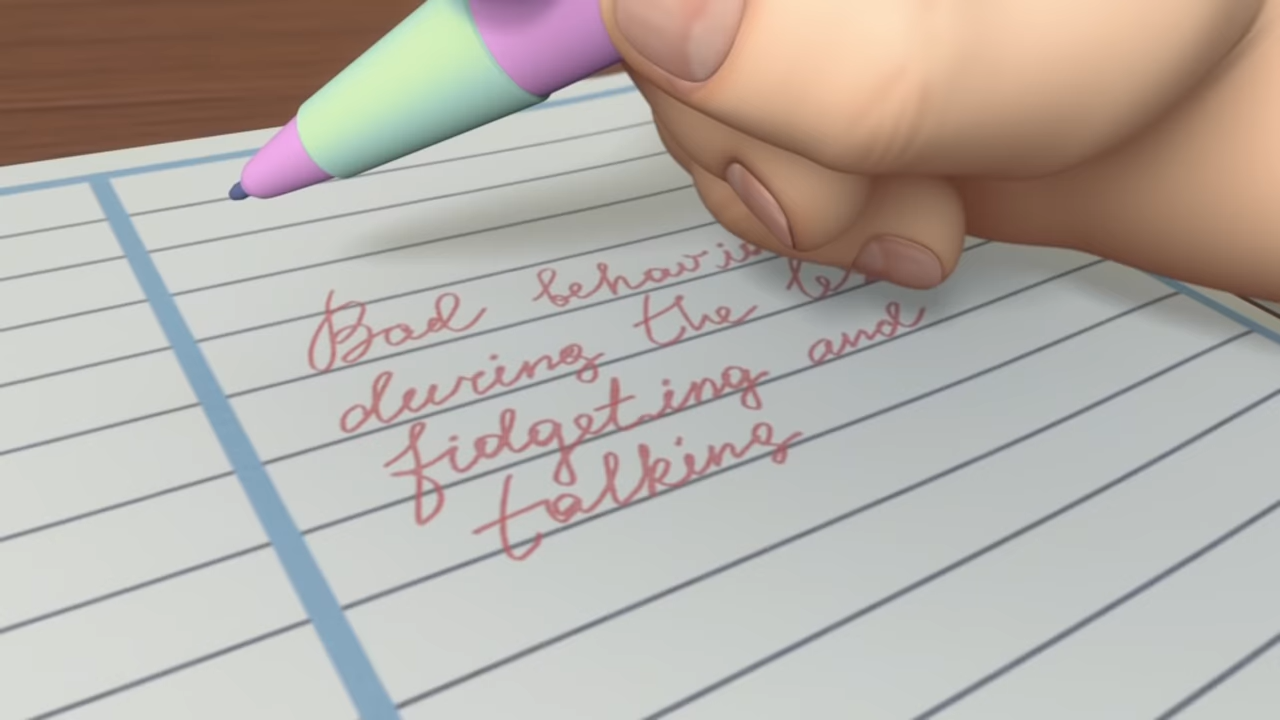 Bad
during the
fidgeting and
talking